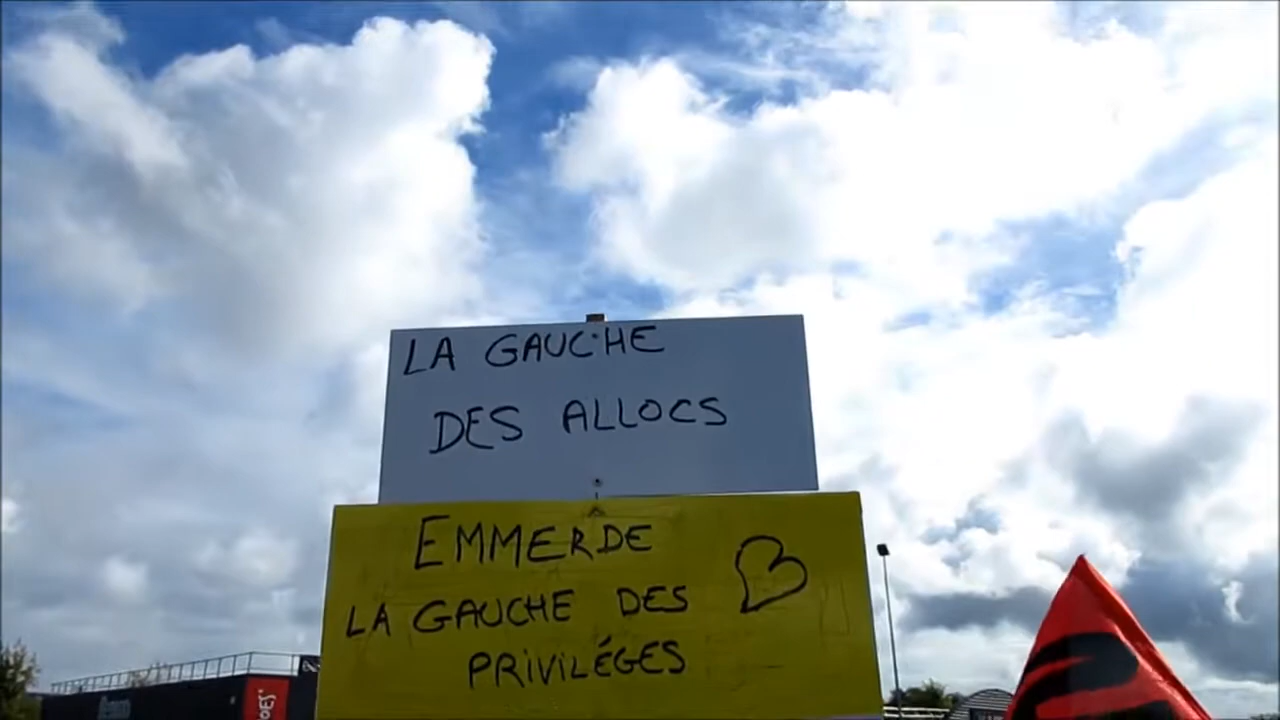 LA GAUCHE
DES ALLOCS
EMMERDE
LA GAUCHE DES
PRIVILÉGES